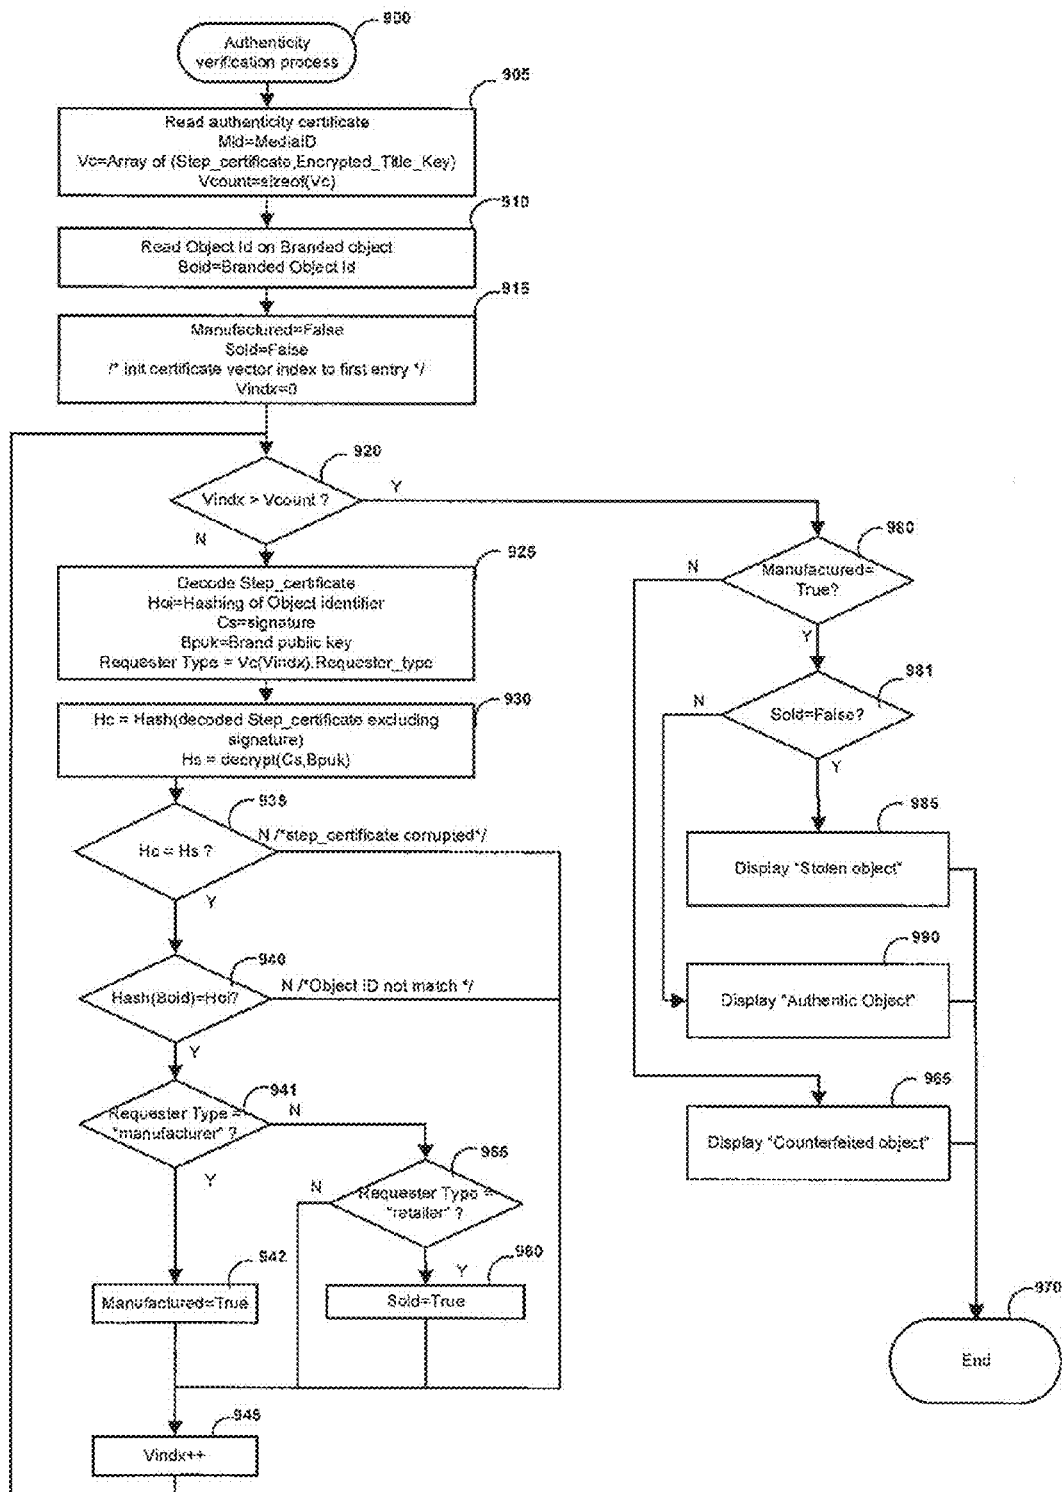 900
Authenticity
verification process
905
Read authenticity certificate
Mid=MediaID
Vc=Array of (Step_certificate,Encrypted_Title_Key)
Vcount=sizeof(Vc)
910
Read Object Id on Branded object
Boid=Branded Object Id
915
Manufactured=False
Sold=False
/* init certificate vector index to first entry */
Vindx=0
920
Vindx > Vcount ?
Y
N
925
Decode Step_certificate
Hoi=Hashing of Object identifier
Cs=signature
Bpuk=Brand public key
Requester Type = Vc(Vindx).Requester_type
930
Hc = Hash(decoded Step_certificate excluding
signature)
Hs = decrypt(Cs,Bpuk)
935
Hc = Hs ?
N /*step_certificate corrupted*/
Y
940
Hash(Boid)=Hoi?
N /*Object ID not match */
Y
941
Requester Type =
"manufacturer" ?
N
Y
955
Requester Type =
"retailer" ?
N
Y
942
Manufactured=True
960
Sold=True
945
Vindx++
980
Manufactured=
True?
N
Y
981
Sold=False?
N
Y
985
Display "Stolen object"
990
Display "Authentic Object"
965
Display "Counterfeited object"
970
End